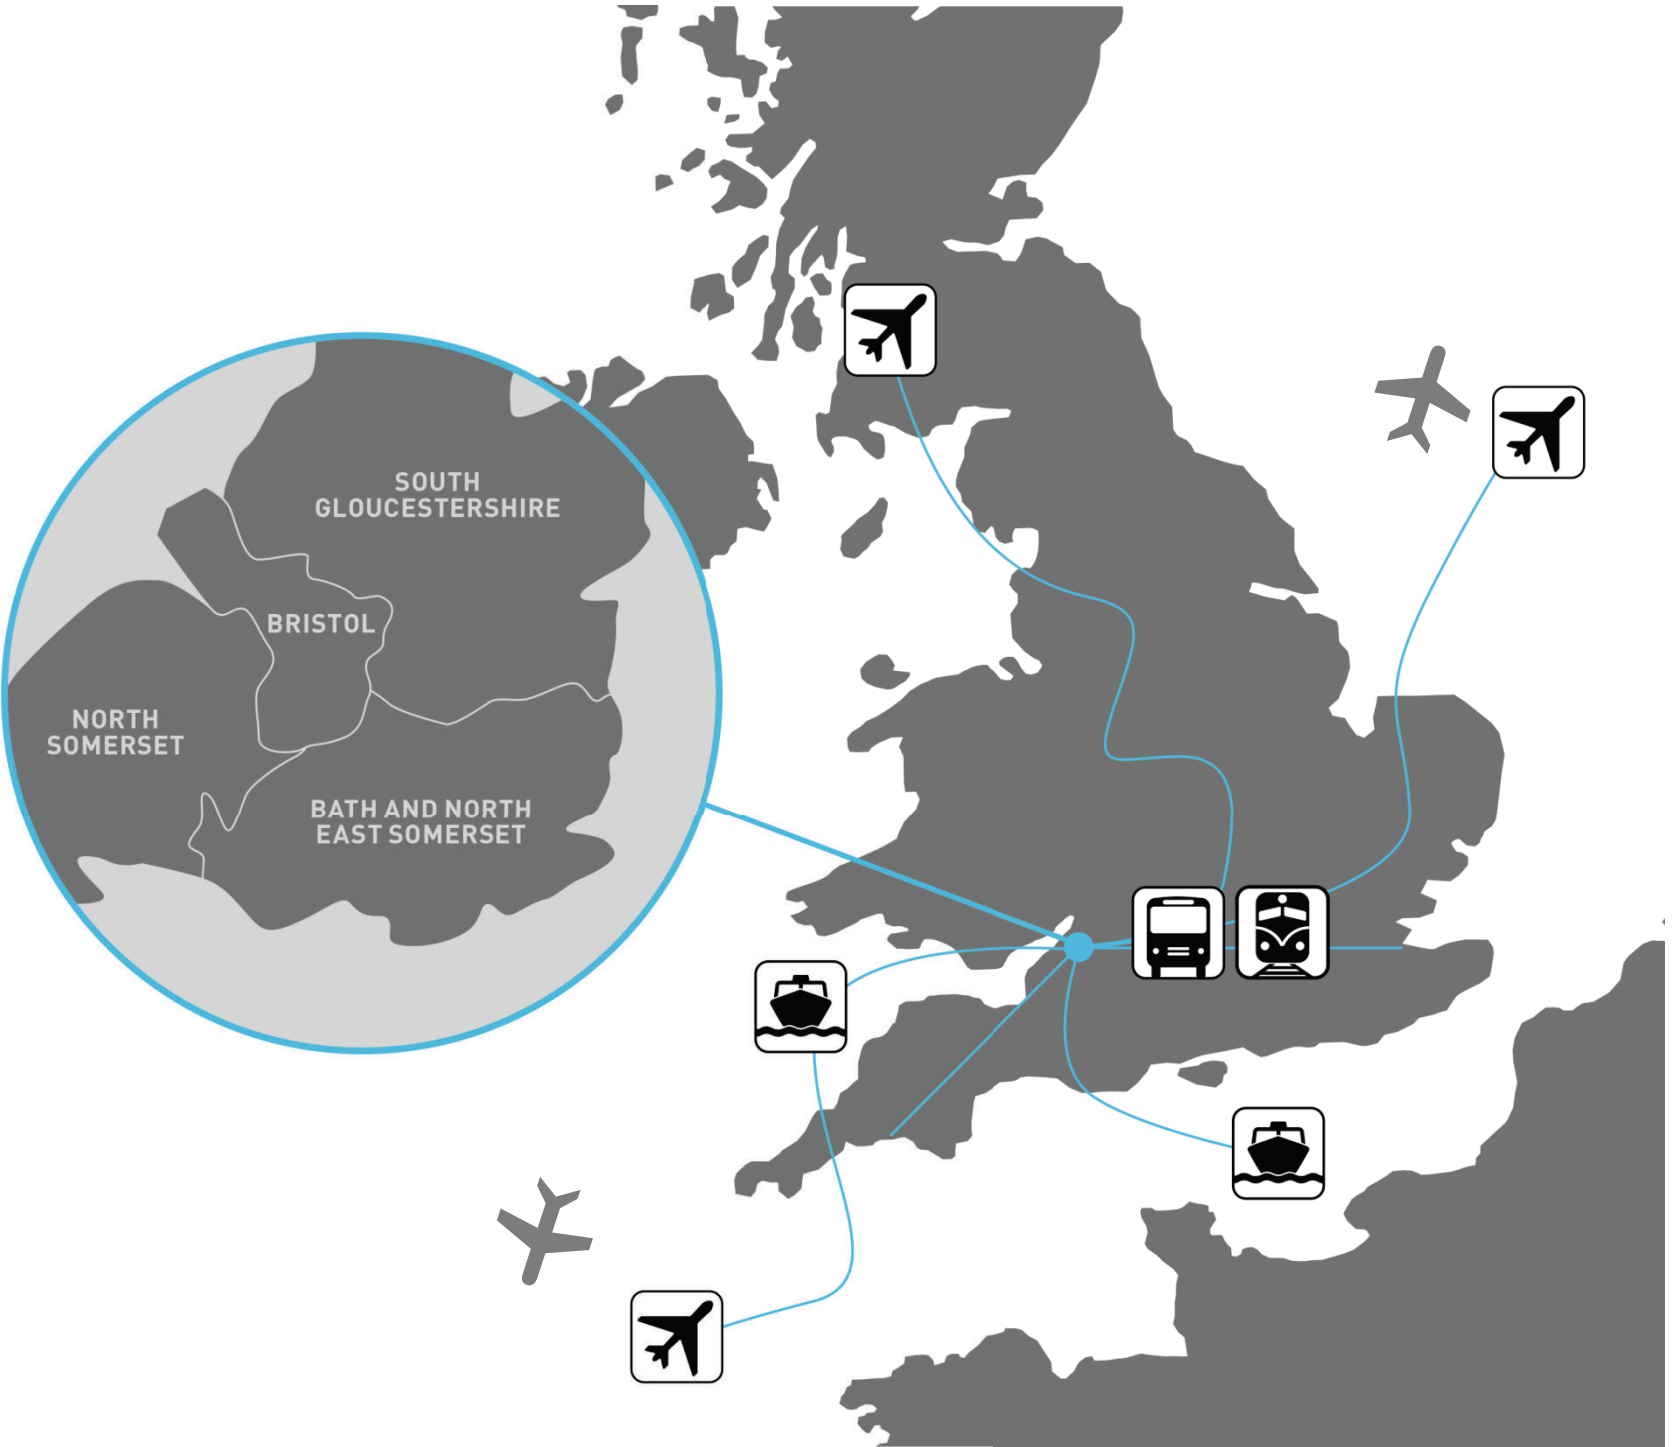 SOUTH
GLOUCESTERSHIRE
BRISTOL
NORTH
SOMERSET
BATH AND NORTH
EAST SOMERSET